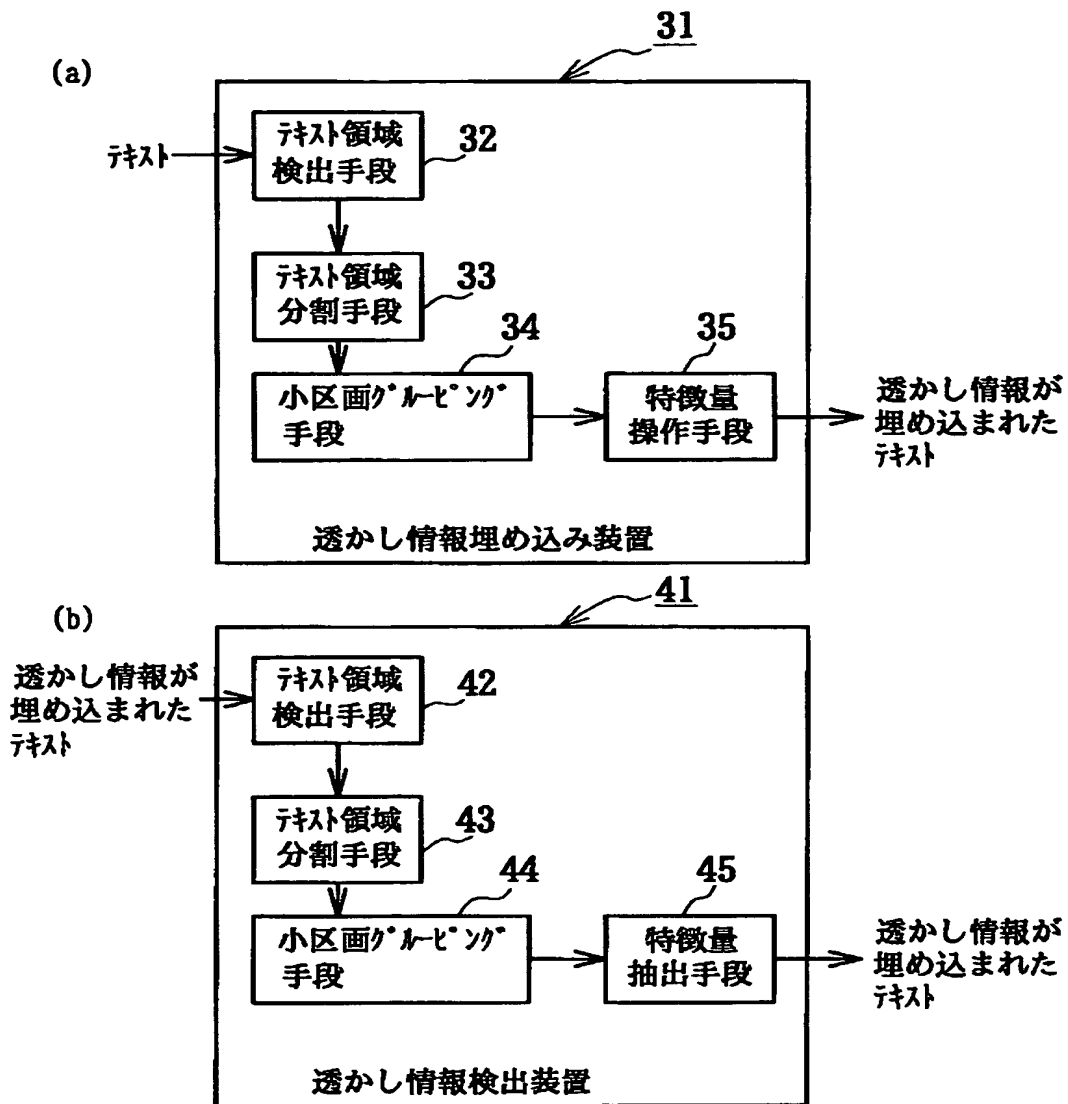 31
(a)
テキスト
テキスト領域
検出手段
32
テキスト領域
分割手段
33
34
小区画グルーピング
手段
35
特徴量
操作手段
透かし情報が
埋め込まれた
テキスト
透かし情報埋め込み装置
41
(b)
透かし情報が
埋め込まれた
テキスト
テキスト領域
検出手段
42
テキスト領域
分割手段
43
44
小区画グルーピング
手段
45
特徴量
抽出手段
透かし情報が
埋め込まれた
テキスト
透かし情報検出装置